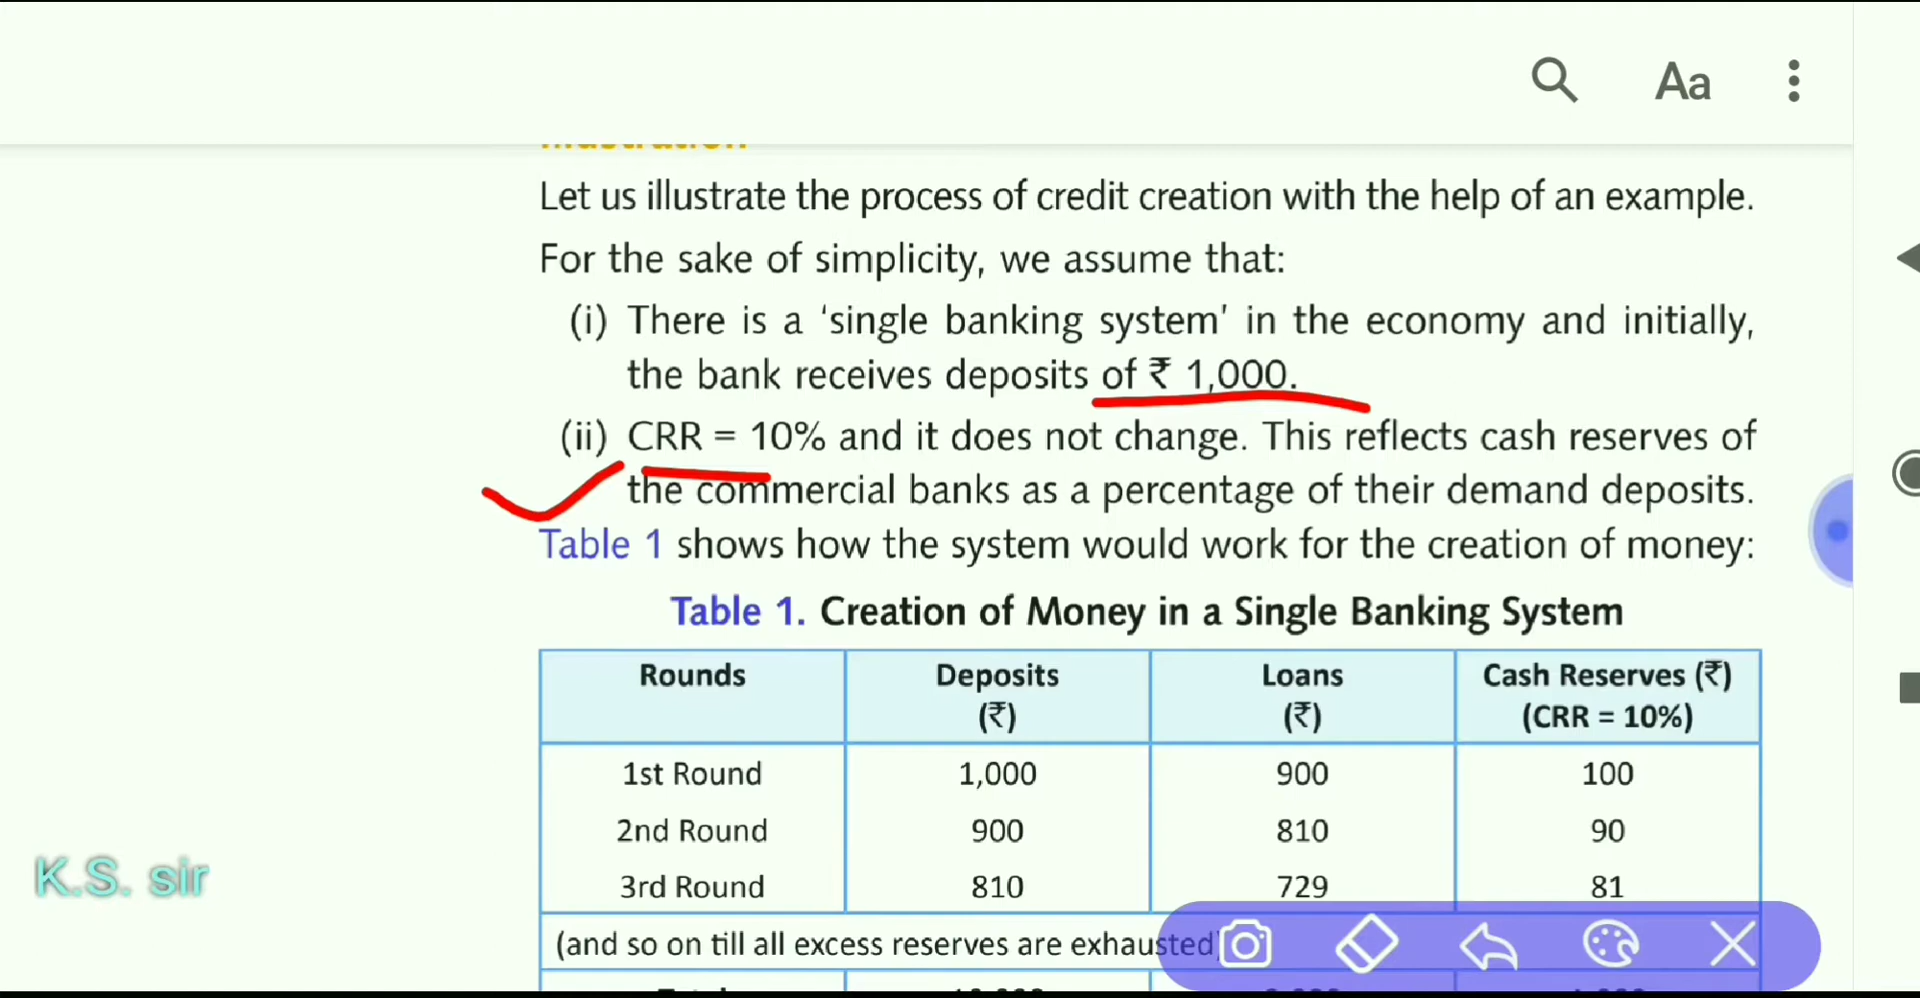 Aa
Let us illustrate the process of credit creation with the help of an example.
For the sake of simplicity, we assume that:
(i) There is a 'single banking system' in the economy and initially,
the bank receives deposits of ₹ 1,000.
(ii) CRR = 10% and it does not change. This reflects cash reserves of
the commercial banks as a percentage of their demand deposits.
Table 1 shows how the system would work for the creation of money:
Table 1. Creation of Money in a Single Banking System
Rounds Deposits (₹) Loans (₹) Cash Reserves (₹) (CRR = 10%)
1st Round 1,000 900 100
2nd Round 900 810 90
3rd Round 810 729 81
(and so on till all excess reserves are exhausted)
K.S. sir